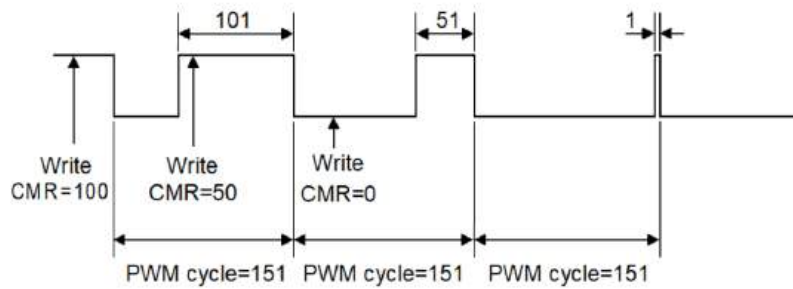 101
51
1
Write
CMR=100
Write
CMR=50
Write
CMR=0
PWM cycle=151
PWM cycle=151
PWM cycle=151